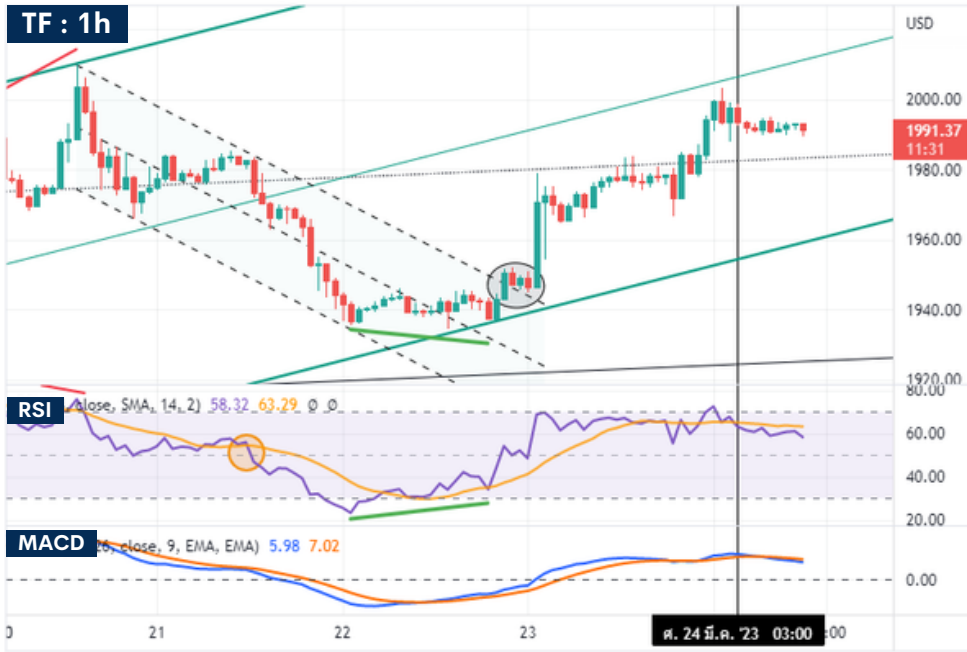 TF : 1h
USD
2000.00
1991.37
11:31
1980.00
1960.00
1940.00
1920.00
80.00
RSI
close, SMA, 14, 2) 58.32 63.29 Ø Ø
60.00
40.00
20.00
MACD
26, close, 9, EMA, EMA) 5.98 7.02
0.00
0 21 22 23 ศ. 24 มี.ค. '23 03:00 :00